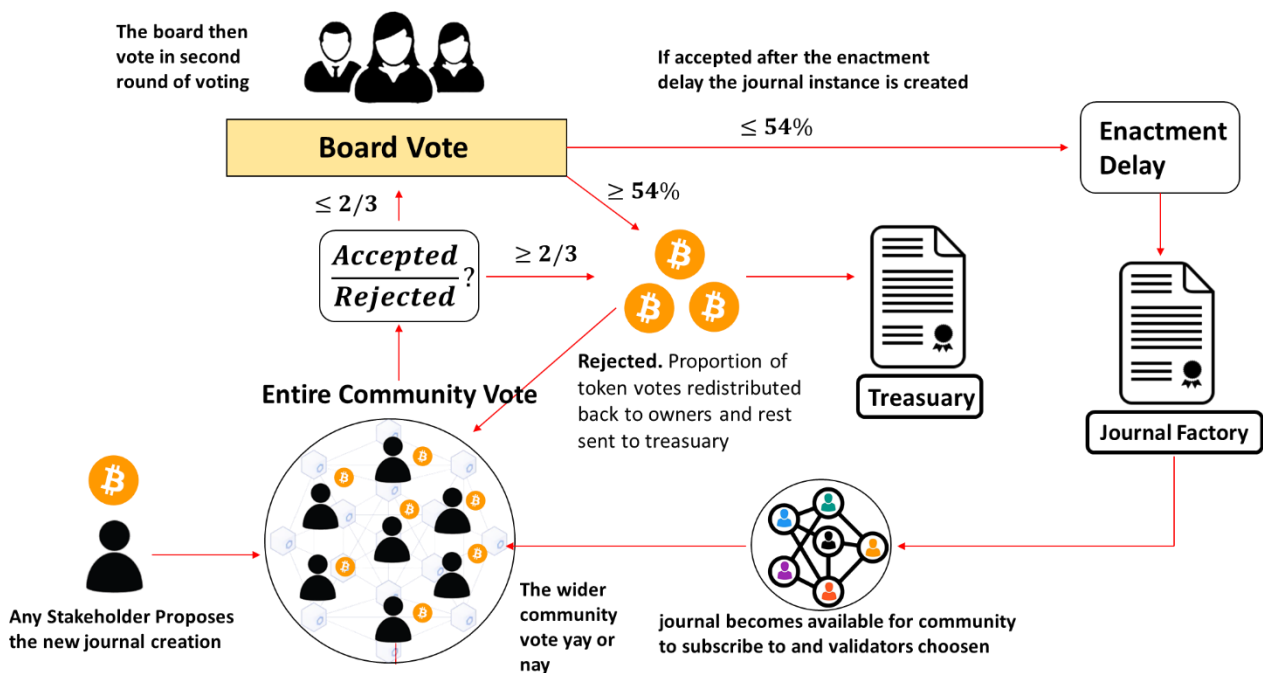 The board then
vote in second
round of voting
If accepted after the enactment
delay the journal instance is created
≤ 54%
Enactment
Delay
Board Vote
≥ 54%
≤ 2/3
Accepted
Rejected
?
≥ 2/3
Rejected. Proportion of
token votes redistributed
back to owners and rest
sent to treasury
Treasuary
Journal Factory
Entire Community Vote
Any Stakeholder Proposes
the new journal creation
The wider
community
vote yay or
nay
journal becomes available for community
to subscribe to and validators choosen